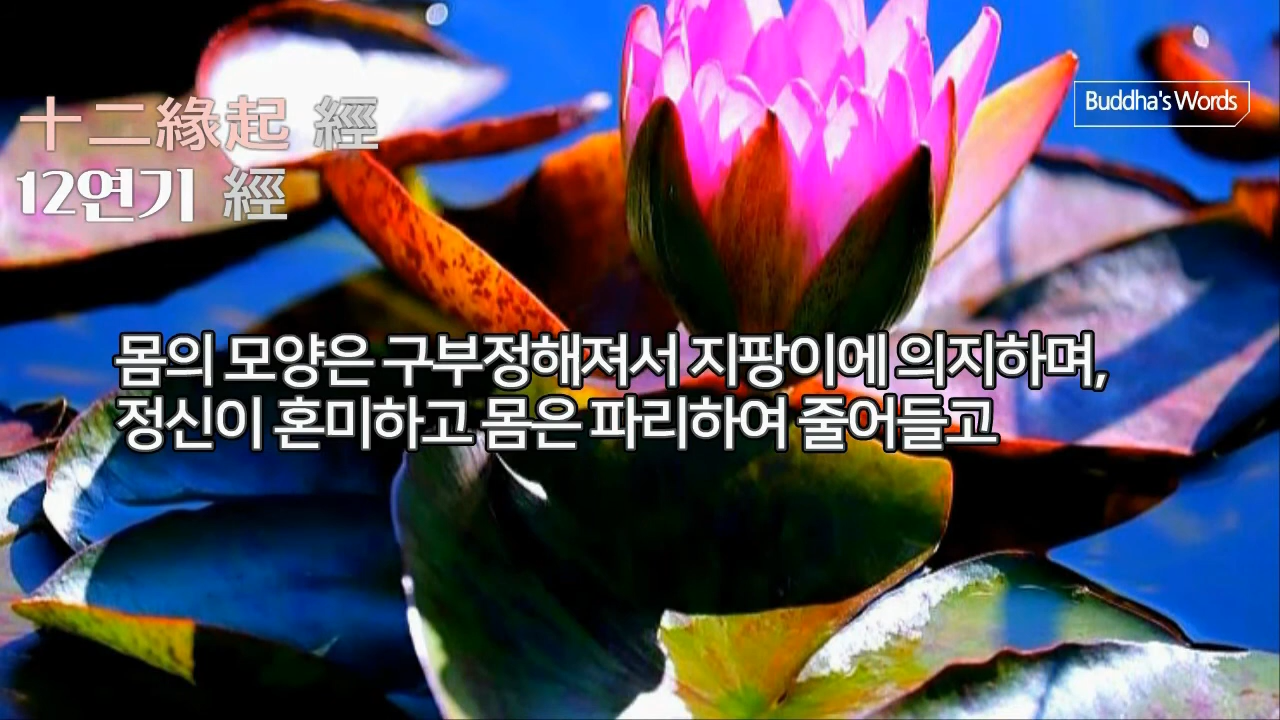 十二緣起 經
12연기 經
Buddha's Words
몸의 모양은 구부정해져서 지팡이에 의지하며,
정신이 혼미하고 몸은 파리하여 줄어들고